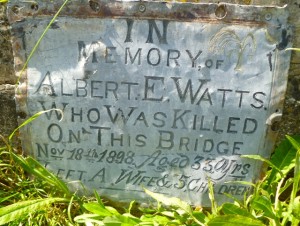 IN
MEMORY. OF
ALBERT. E. WATTS.
WHO WAS KILLED
ON THIS BRIDGE
NOV 18TH 1898. AGED 33 Yrs
LEFT A WIFE & 5 CHILDREN